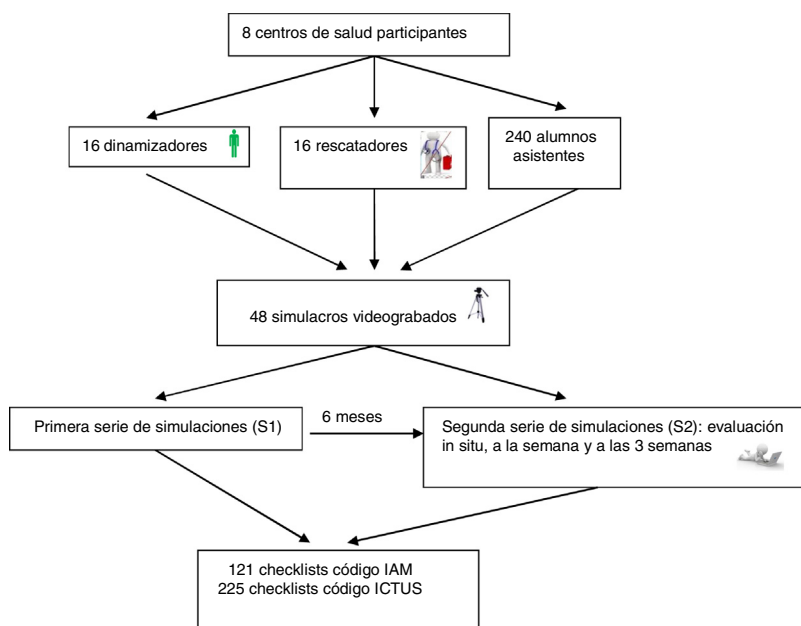 8 centros de salud participantes
16 dinamizadores
16 rescatadores
240 alumnos
asistentes
48 simulacros videograbados
Primera serie de simulaciones (S1)
6 meses
Segunda serie de simulaciones (S2): evaluación
in situ, a la semana y a las 3 semanas
121 checklists código IAM
225 checklists código ICTUS